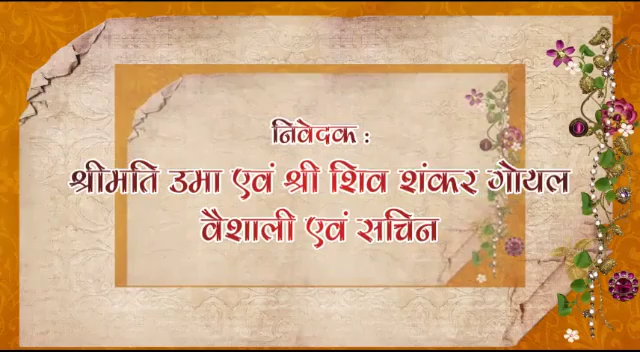 निवेदक :
श्रीमति उमा एवं श्री शिव शंकर गोयल
वैशाली एवं सचिन